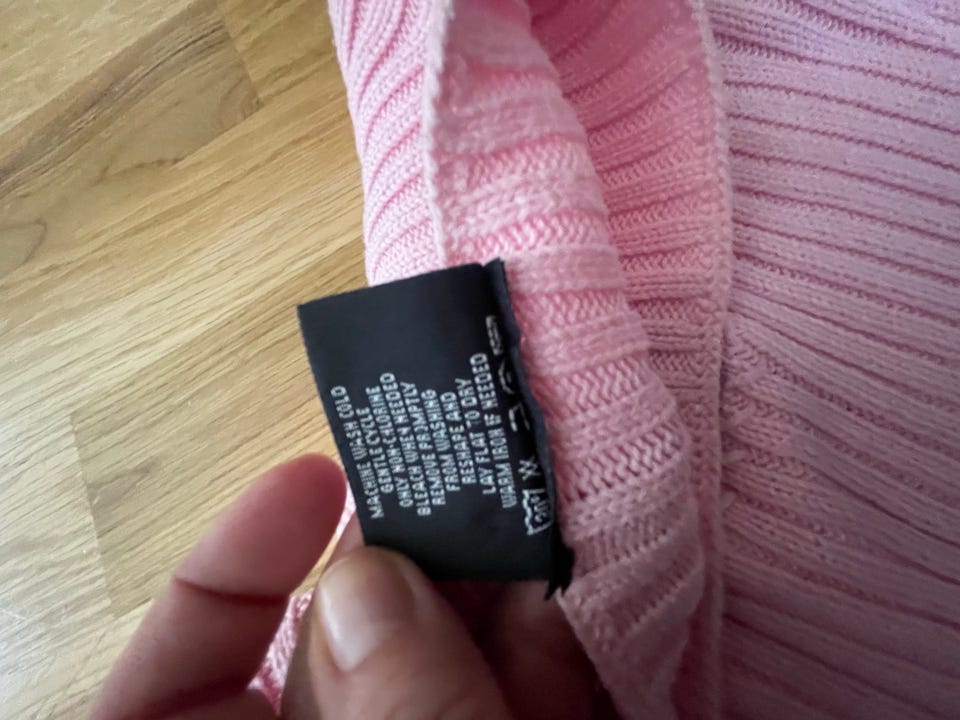 MACHINE WASH COLD
GENTLE CYCLE
ONLY NON-CHLORINE
BLEACH WHEN NEEDED
REMOVE PROMPTLY
FROM WASHING
RESHAPE AND
LAY FLAT TO DRY
WARM IRON IF NEEDED